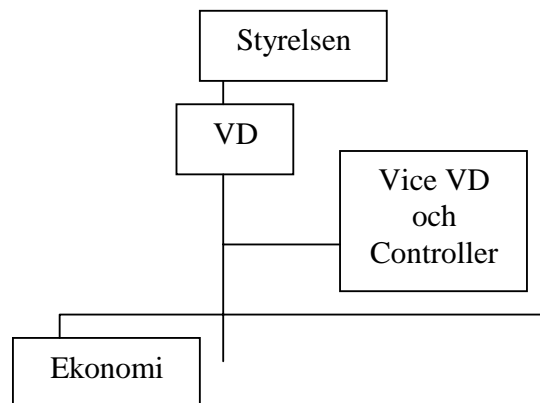 Styrelsen
VD
Vice VD
och
Controller
Ekonomi